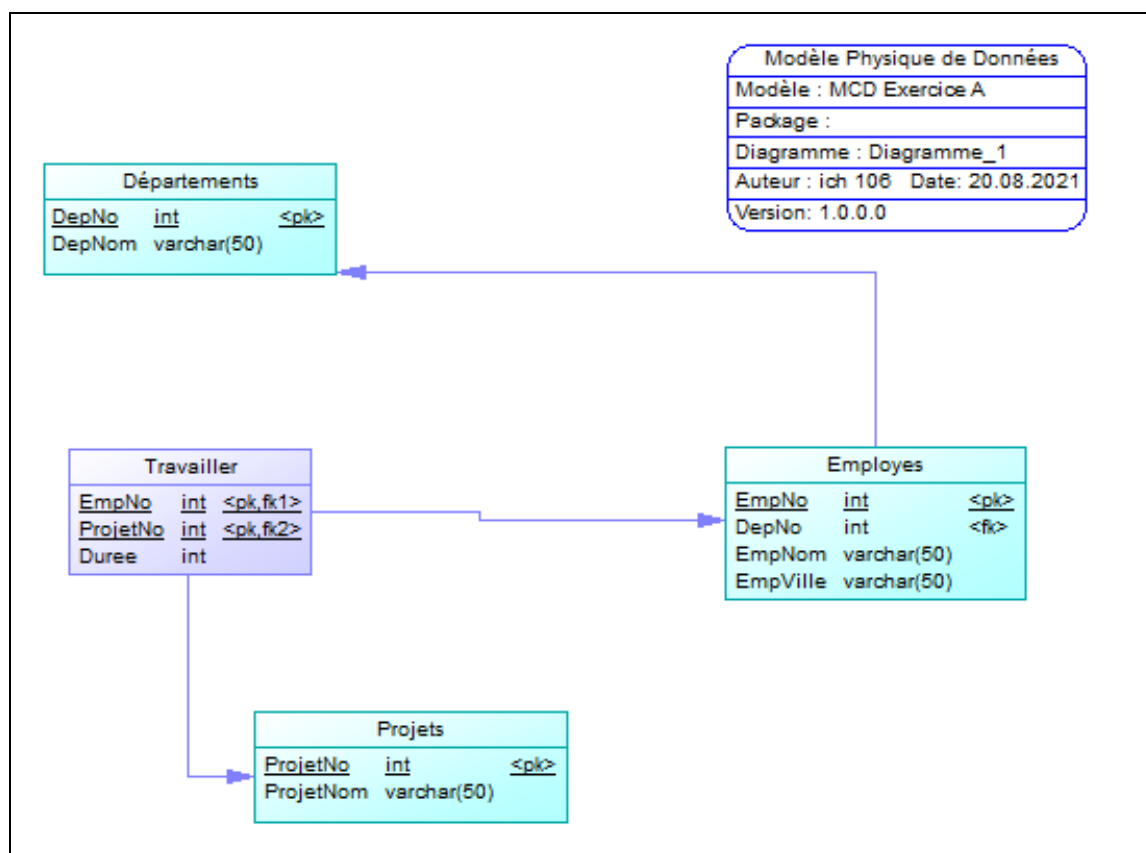 Modèle Physique de Données
Modèle : MCD Exercice A
Package :
Diagramme : Diagramme_1
Auteur : ich 106 Date: 20.08.2021
Version: 1.0.0.0
Départements
DepNo int <pk>
DepNom varchar(50)
Travailler
EmpNo int <pk,fk1>
ProjetNo int <pk,fk2>
Duree int
Employes
EmpNo int <pk>
DepNo int <fk>
EmpNom varchar(50)
EmpVille varchar(50)
Projets
ProjetNo int <pk>
ProjetNom varchar(50)